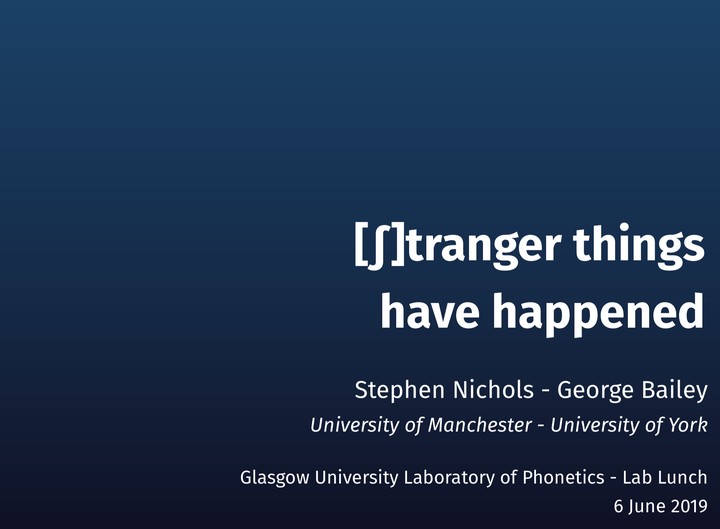 [ʃ]tranger things
have happened
Stephen Nichols - George Bailey
University of Manchester - University of York
Glasgow University Laboratory of Phonetics - Lab Lunch
6 June 2019